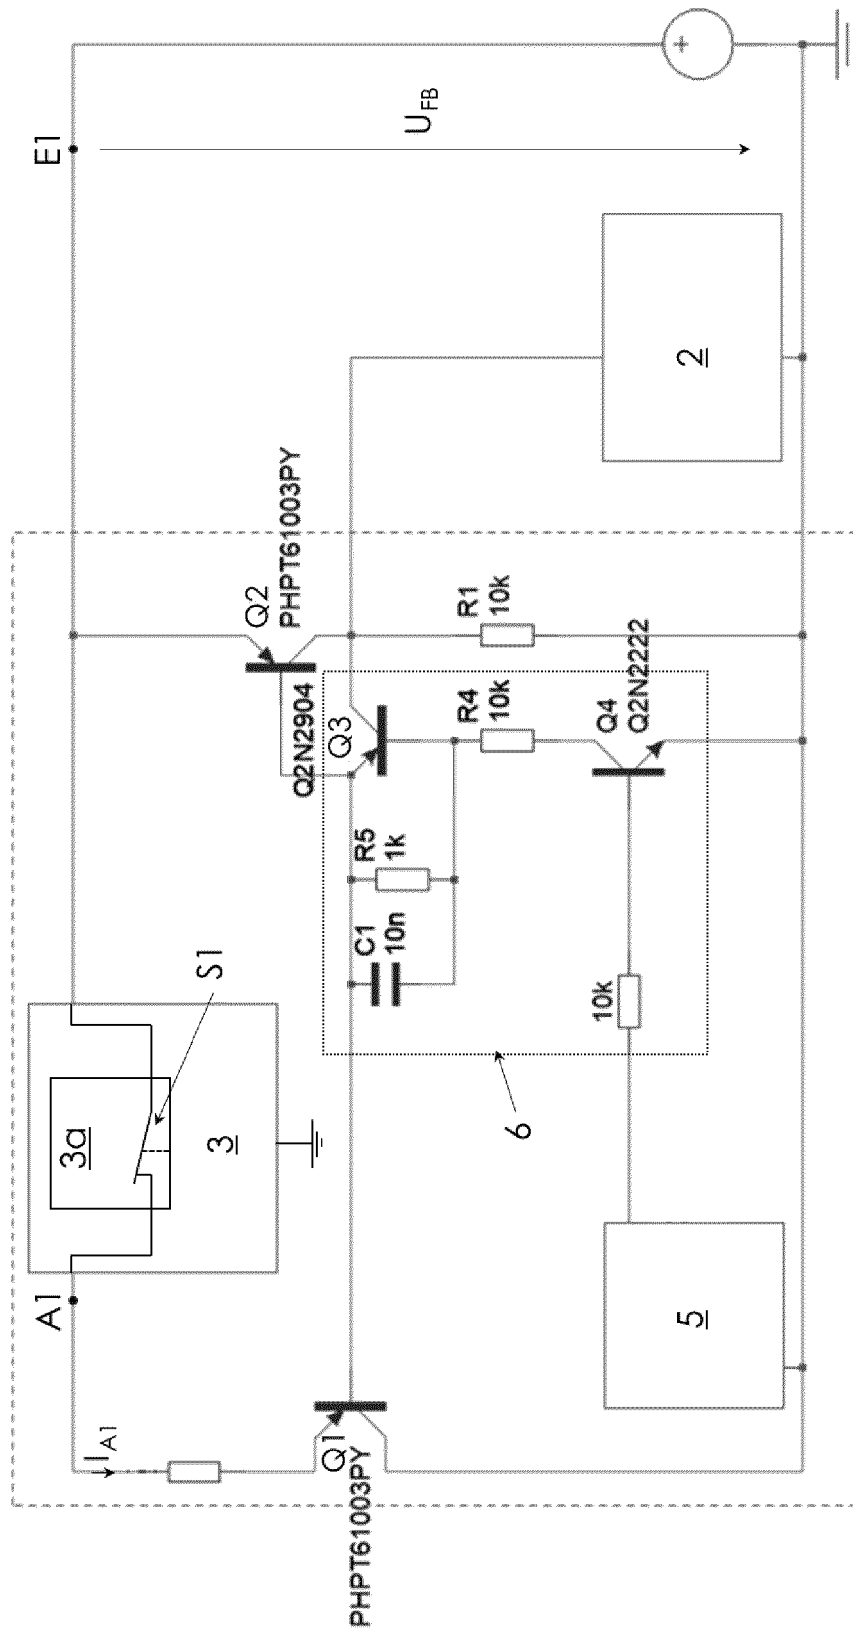 E1
U_FB
2
Q2
PHPT61003PY
R1
10k
Q2N2904
Q3
R4
10k
Q4
Q2N2222
R5
1k
C1
10n
10k
S1
3a
3
6
A1
5
I_A1
Q1
PHPT61003PY